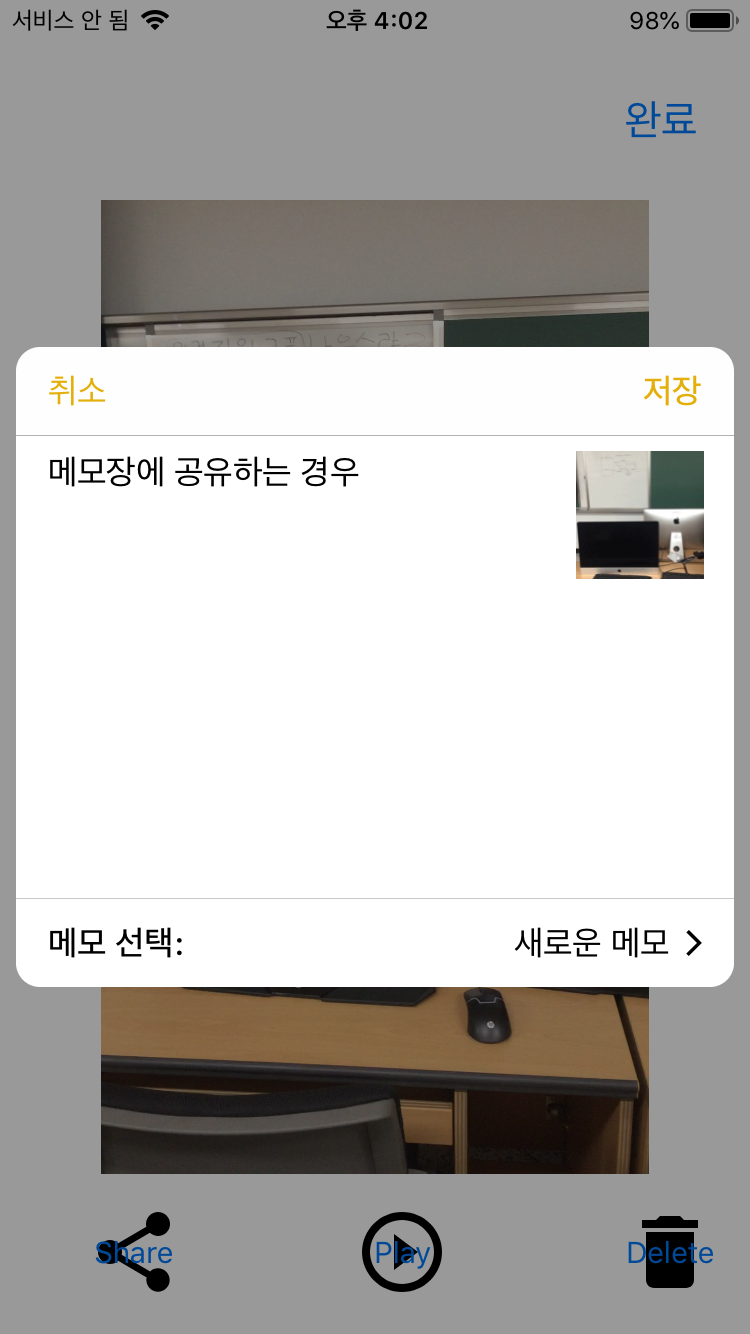 서비스 안 됨
오후 4:02
98%
완료
취소
저장
메모장에 공유하는 경우
메모 선택:
새로운 메모
Share
Play
Delete